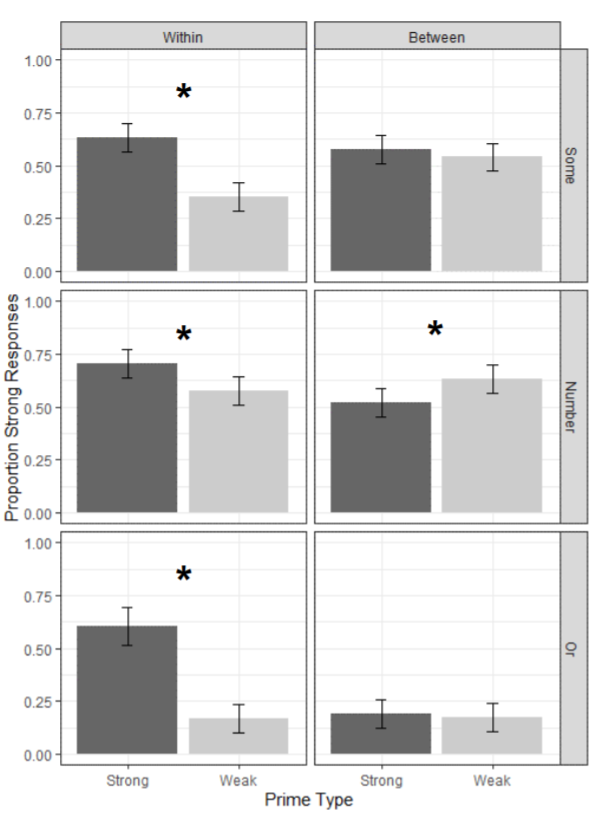 Within Between
1.00
0.75
0.50
0.25
0.00
*
Some
1.00
0.75
0.50
0.25
0.00
* *
Number
1.00
0.75
0.50
0.25
0.00
*
Or
Proportion Strong Responses
Strong Weak Strong Weak
Prime Type